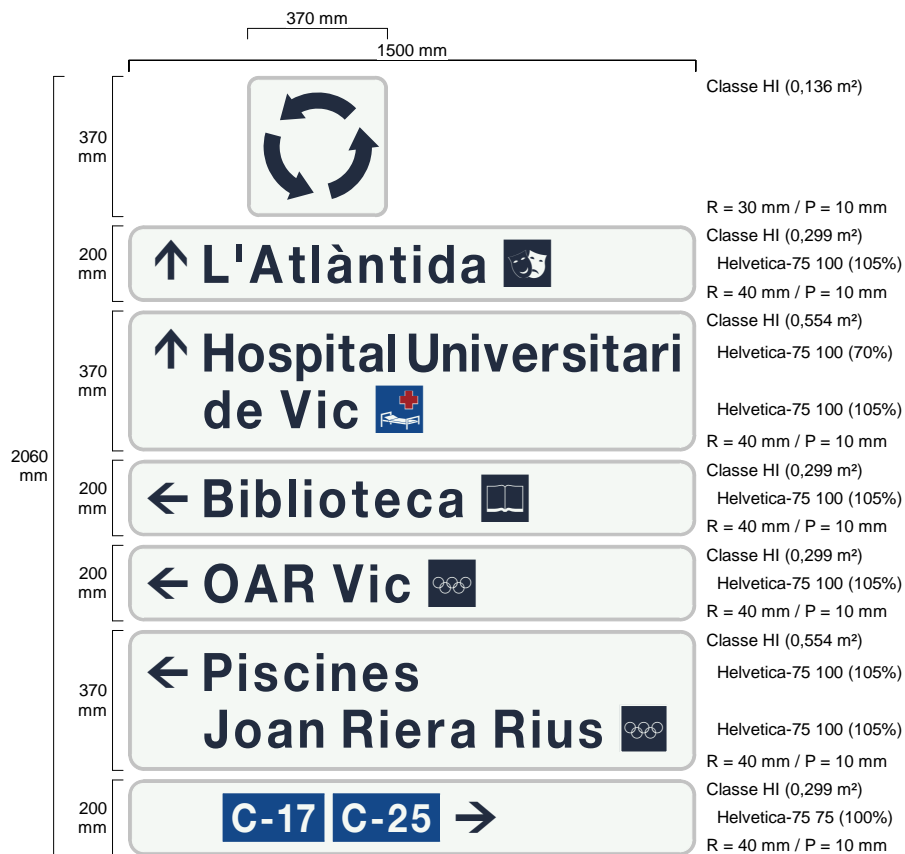 370 mm
1500 mm
Classe HI (0,136 m²)
370
mm
R = 30 mm / P = 10 mm
200
mm
L'Atlàntida
Classe HI (0,299 m²)
Helvetica-75 100 (105%)
R = 40 mm / P = 10 mm
370
mm
Hospital Universitari
de Vic
Classe HI (0,554 m²)
Helvetica-75 100 (70%)
Helvetica-75 100 (105%)
R = 40 mm / P = 10 mm
2060
mm
200
mm
Biblioteca
Classe HI (0,299 m²)
Helvetica-75 100 (105%)
R = 40 mm / P = 10 mm
200
mm
OAR Vic
Classe HI (0,299 m²)
Helvetica-75 100 (105%)
R = 40 mm / P = 10 mm
370
mm
Piscines
Joan Riera Rius
Classe HI (0,554 m²)
Helvetica-75 100 (105%)
Helvetica-75 100 (105%)
R = 40 mm / P = 10 mm
200
mm
C-17 C-25
Classe HI (0,299 m²)
Helvetica-75 75 (100%)
R = 40 mm / P = 10 mm